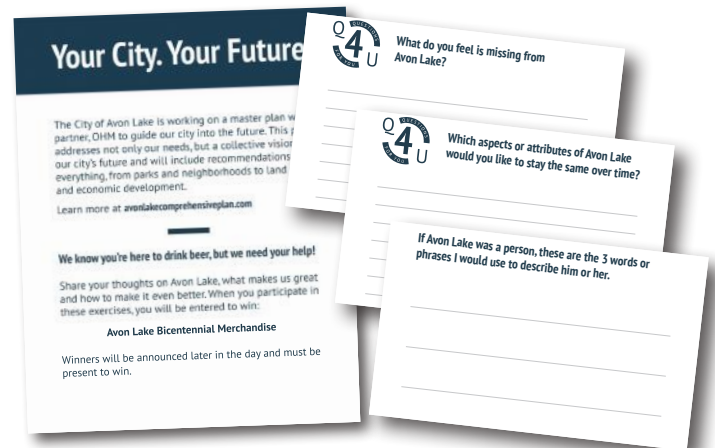 Your City. Your Future
The City of Avon Lake is working on a master plan w
partner, OHM to guide our city into the future. This p
addresses not only our needs, but a collective vision
our city's future and will include recommendations
everything, from parks and neighborhoods to land
and economic development.
Learn more at avonlakecomprehensiveplan.com
We know you're here to drink beer, but we need your help!
Share your thoughts on Avon Lake, what makes us great
and how to make it even better. When you participate in
these exercises, you will be entered to win:
Avon Lake Bicentennial Merchandise
Winners will be announced later in the day and must be
present to win.
Q 4 U
QUESTIONS
FOR YOU
What do you feel is missing from
Avon Lake?
Q 4 U
QUESTIONS
FOR YOU
Which aspects or attributes of Avon Lake
would you like to stay the same over time?
If Avon Lake was a person, these are the 3 words or
phrases I would use to describe him or her.